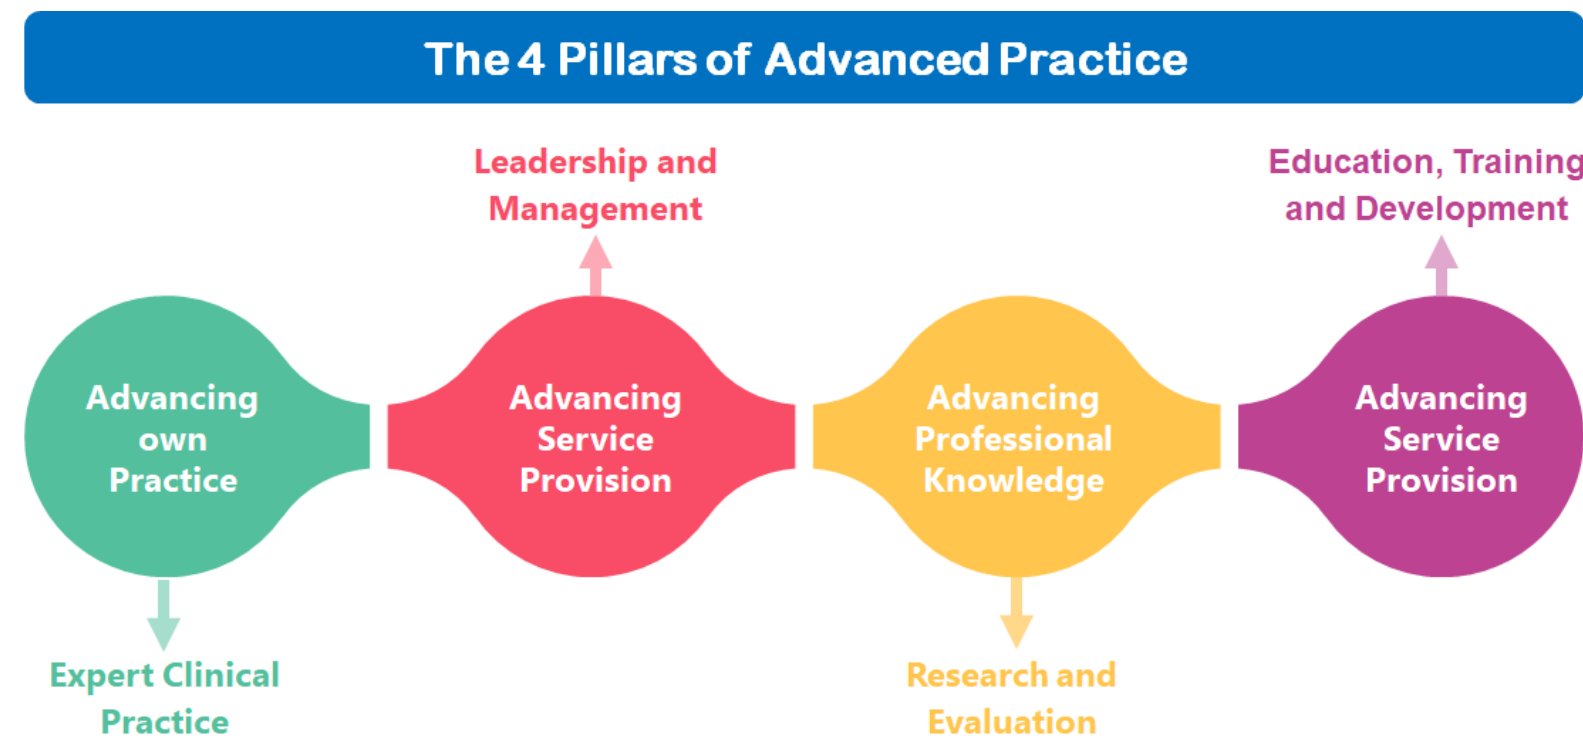 The 4 Pillars of Advanced Practice
Leadership and
Management
Education, Training
and Development
Advancing
own
Practice
Advancing
Service
Provision
Advancing
Professional
Knowledge
Advancing
Service
Provision
Expert Clinical
Practice
Research and
Evaluation